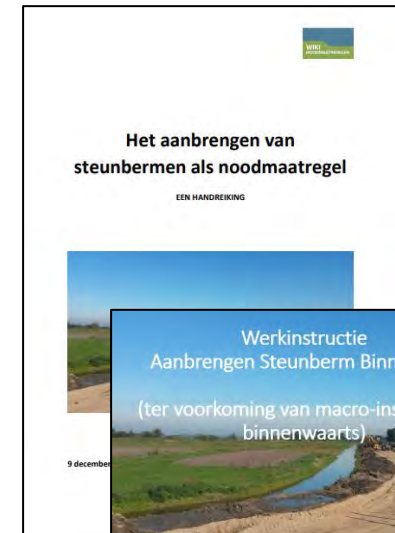 WIKI
Het aanbrengen van
steunbermen als noodmaatregel
EEN HANDREIKING
Werkinstructie
Aanbrengen Steunberm Binn
(ter voorkoming van macro-ins
binnenwaarts)
9 december